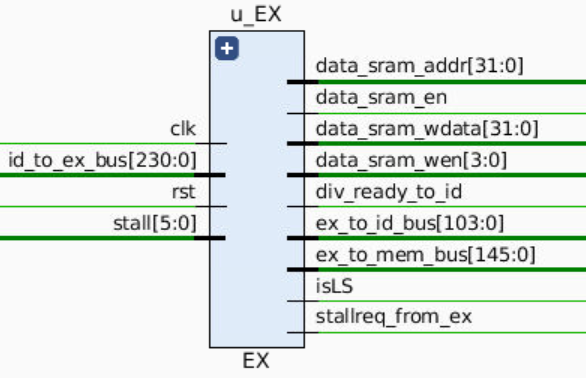 u_EX
data_sram_addr[31:0]
data_sram_en
clk
data_sram_wdata[31:0]
id_to_ex_bus[230:0]
data_sram_wen[3:0]
rst
div_ready_to_id
stall[5:0]
ex_to_id_bus[103:0]
ex_to_mem_bus[145:0]
isLS
stallreq_from_ex
EX